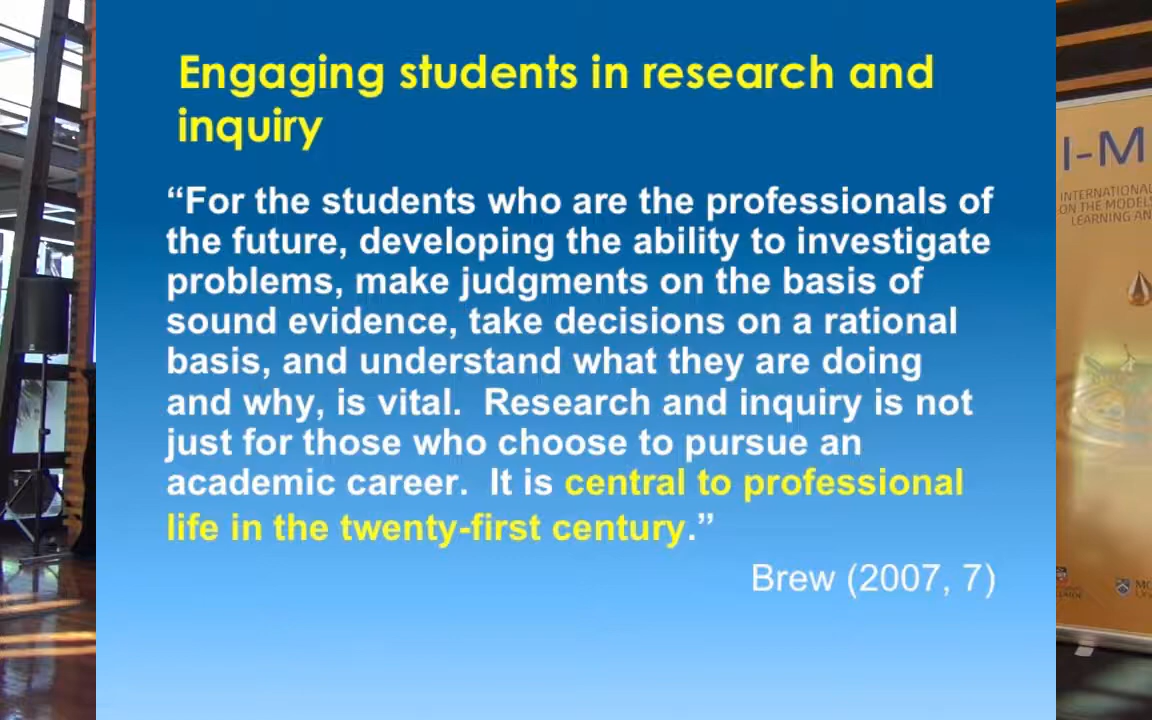 Engaging students in research and
inquiry
“For the students who are the professionals of
the future, developing the ability to investigate
problems, make judgments on the basis of
sound evidence, take decisions on a rational
basis, and understand what they are doing
and why, is vital.  Research and inquiry is not
just for those who choose to pursue an
academic career.  It is central to professional
life in the twenty-first century.”
Brew (2007, 7)
I-M
INTERNATIONAL
ON THE MODELS
LEARNING AN